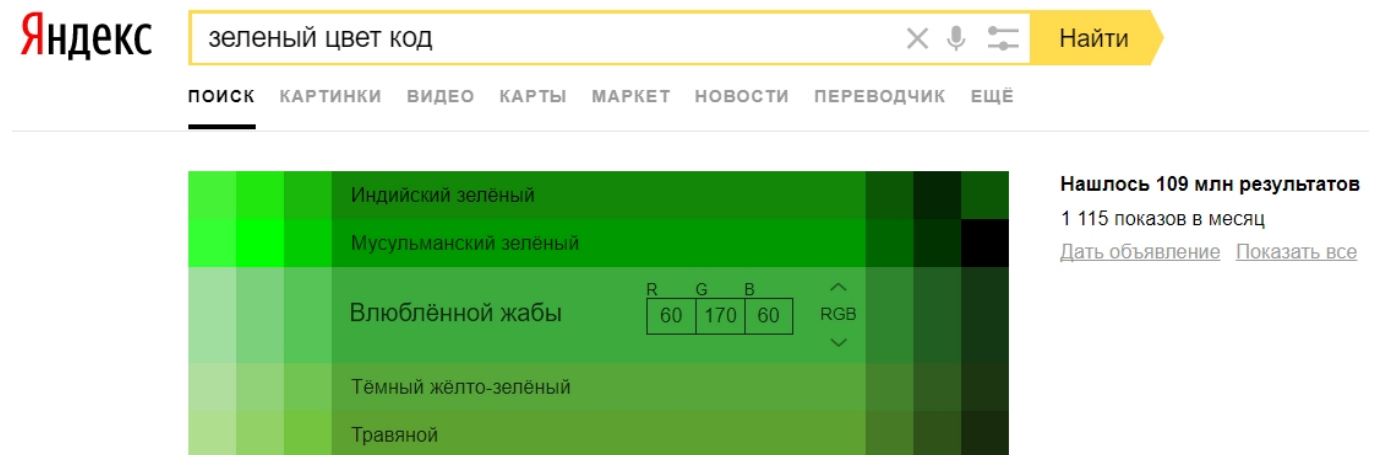 Яндекс
зеленый цвет код
Найти
ПОИСК КАРТИНКИ ВИДЕО КАРТЫ МАРКЕТ НОВОСТИ ПЕРЕВОДЧИК ЕЩЁ
Индийский зелёный
Мусульманский зелёный
Влюблённой жабы
R G B
60 170 60
RGB
Тёмный жёлто-зелёный
Травяной
Нашлось 109 млн результатов
1 115 показов в месяц
Дать объявление Показать все